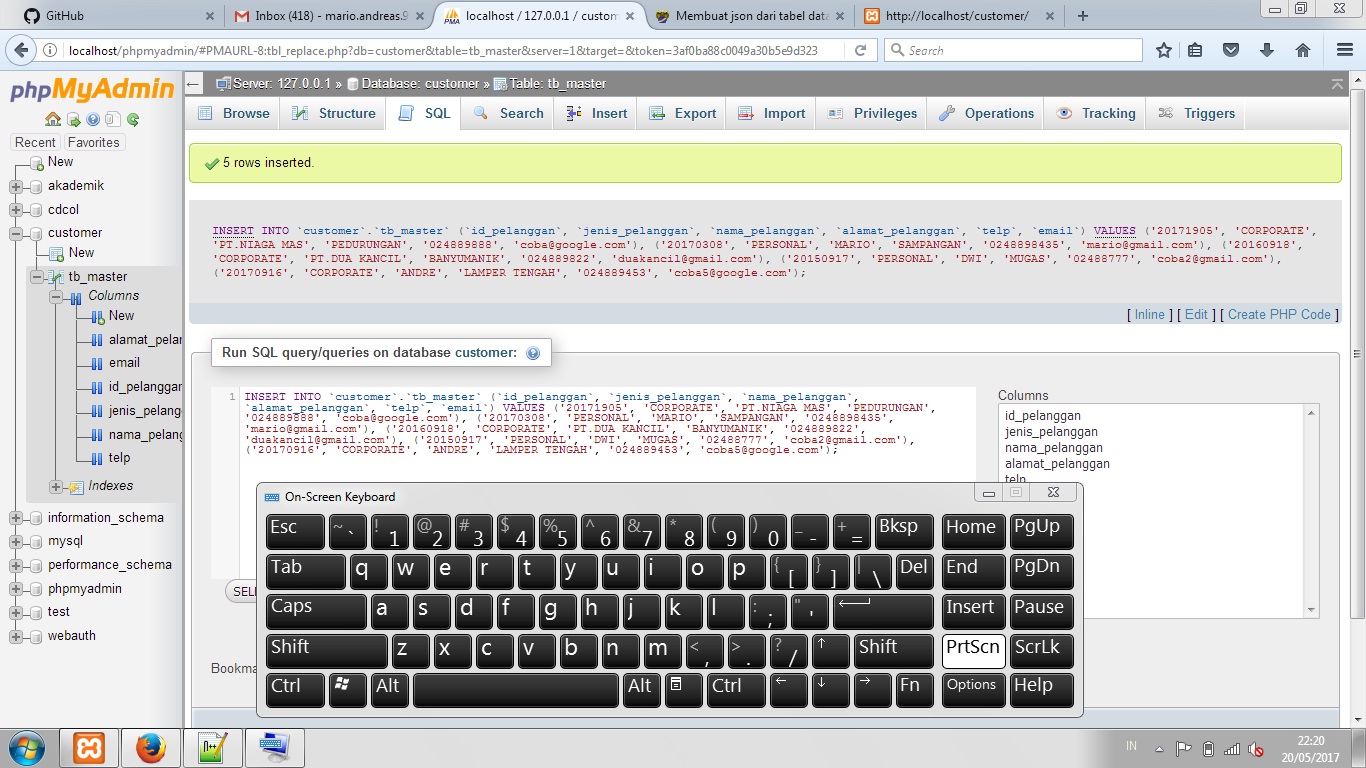 GitHub
Inbox (418) - mario.andreas.9
localhost / 127.0.0.1 / custom
Membuat json dari tabel data
http://localhost/customer/
localhost/phpmyadmin/#PMAURL-8:tbl_replace.php?db=customer&table=tb_master&server=1&target=&token=3af0ba88c0049a30b5e9d323
Search
phpMyAdmin
Recent Favorites
New
akademik
cdcol
customer
New
tb_master
Columns
New
alamat_pelan
email
id_pelanggan
jenis_pelang
nama_pelang
telp
Indexes
information_schema
mysql
performance_schema
phpmyadmin
test
webauth
Server: 127.0.0.1 » Database: customer » Table: tb_master
Browse Structure SQL Search Insert Export Import Privileges Operations Tracking Triggers
5 rows inserted.
INSERT INTO `customer`.`tb_master` (`id_pelanggan`, `jenis_pelanggan`, `nama_pelanggan`, `alamat_pelanggan`, `telp`, `email`) VALUES ('20171905', 'CORPORATE',
'PT.NIAGA MAS', 'PEDURUNGAN', '024889888', 'coba@google.com'), ('20170308', 'PERSONAL', 'MARIO', 'SAMPANGAN', '0248898435', 'mario@gmail.com'), ('20160918',
'CORPORATE', 'PT.DUA KANCIL', 'BANYUMANIK', '024889822', 'duakancil@gmail.com'), ('20150917', 'PERSONAL', 'DWI', 'MUGAS', '02488777', 'coba2@gmail.com'),
('20170916', 'CORPORATE', 'ANDRE', 'LAMPER TENGAH', '024889453', 'coba5@google.com');
[ Inline ] [ Edit ] [ Create PHP Code ]
Run SQL query/queries on database customer:
1
INSERT INTO `customer`.`tb_master` (`id_pelanggan`, `jenis_pelanggan`, `nama_pelanggan`,
`alamat_pelanggan`, `telp`, `email`) VALUES ('20171905', 'CORPORATE', 'PT.NIAGA MAS', 'PEDURUNGAN',
'024889888', 'coba@google.com'), ('20170308', 'PERSONAL', 'MARIO', 'SAMPANGAN', '0248898435',
'mario@gmail.com'), ('20160918', 'CORPORATE', 'PT.DUA KANCIL', 'BANYUMANIK', '024889822',
'duakancil@gmail.com'), ('20150917', 'PERSONAL', 'DWI', 'MUGAS', '02488777', 'coba2@gmail.com'),
('20170916', 'CORPORATE', 'ANDRE', 'LAMPER TENGAH', '024889453', 'coba5@google.com');
Columns
id_pelanggan
jenis_pelanggan
nama_pelanggan
alamat_pelanggan
telp
SELE
Bookma
On-Screen Keyboard
Esc ~ ` ! 1 @ 2 # 3 $ 4 % 5 ^ 6 & 7 * 8 ( 9 ) 0 _ - + = Bksp Home PgUp
Tab q w e r t y u i o p { [ } ] | \ Del End PgDn
Caps a s d f g h j k l : ; " ' Insert Pause
Shift z x c v b n m < , > . ? / ↑ Shift PrtScn ScrLk
Ctrl Alt Alt Ctrl ← ↓ → Fn Options Help
IN
22:20
20/05/2017